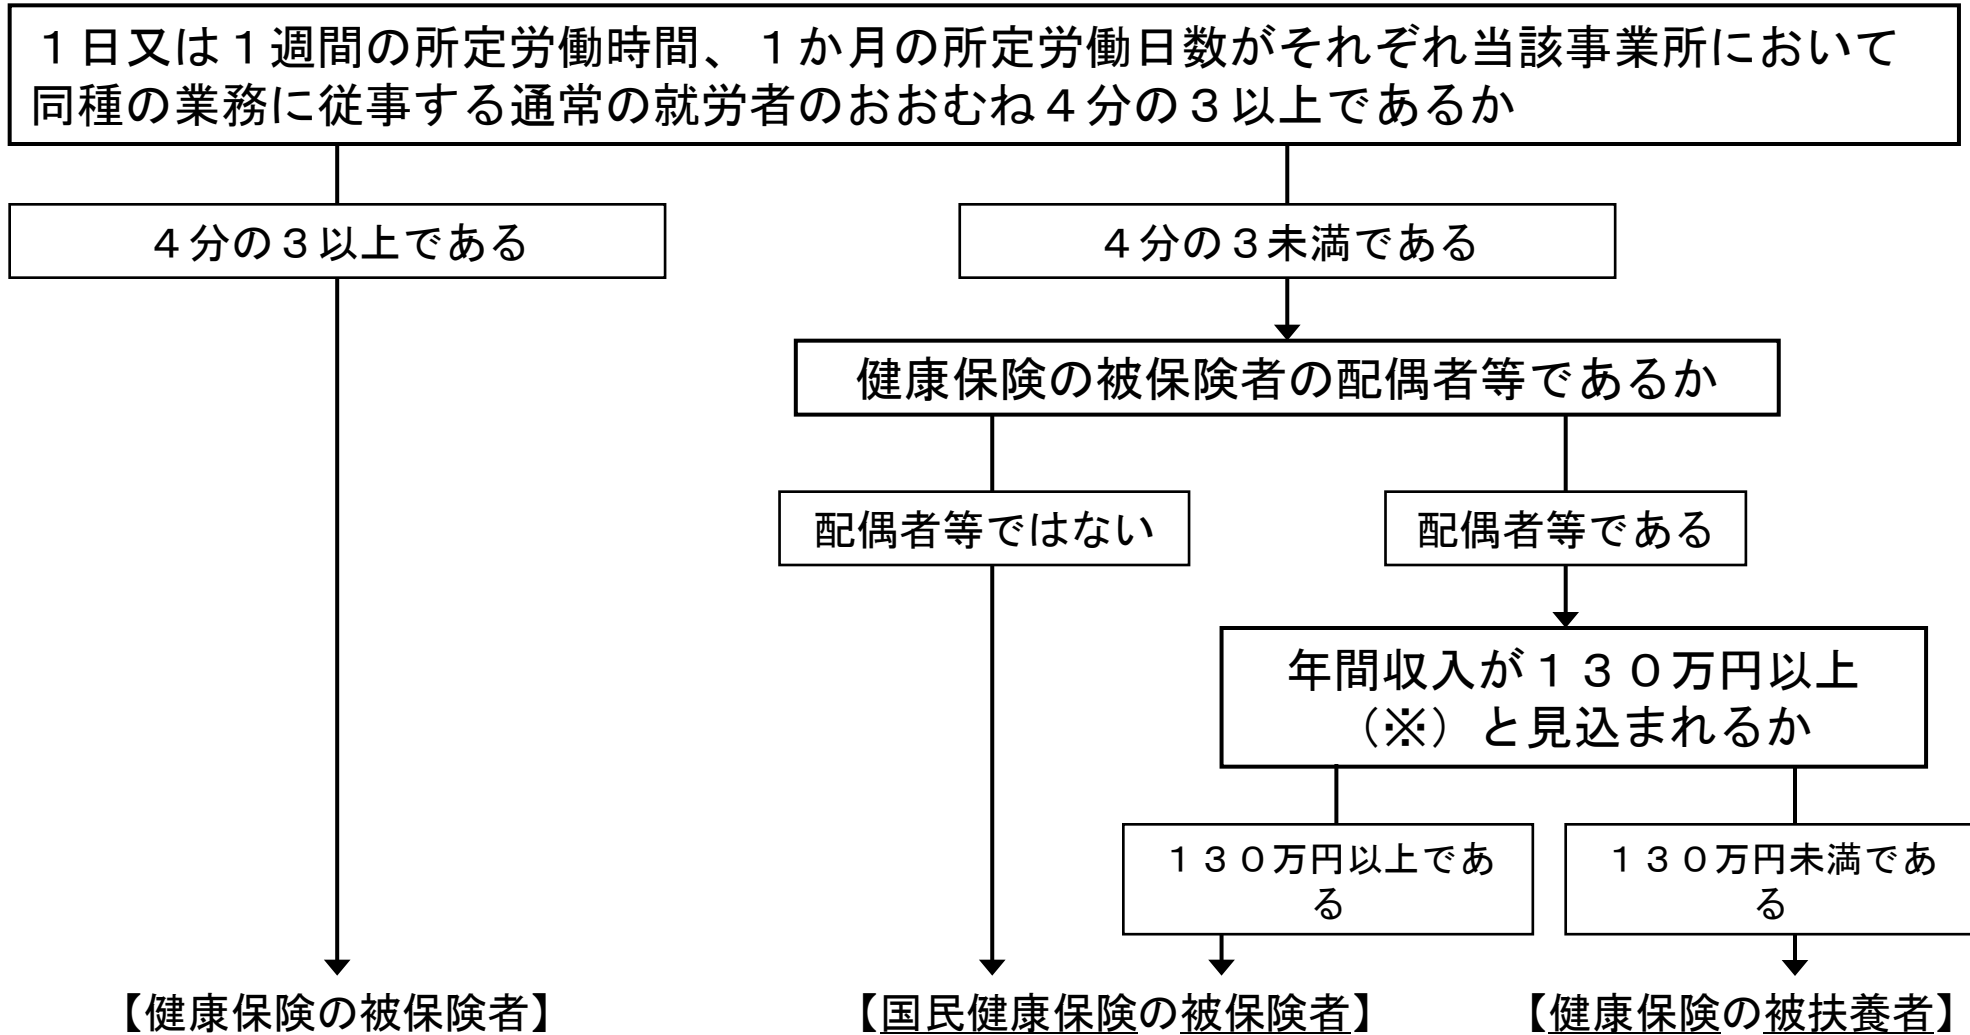 １日又は１週間の所定労働時間、１か月の所定労働日数がそれぞれ当該事業所において
同種の業務に従事する通常の就労者のおおむね４分の３以上であるか
４分の３以上である
４分の３未満である
健康保険の被保険者の配偶者等であるか
配偶者等ではない
配偶者等である
年間収入が１３０万円以上
（※）と見込まれるか
１３０万円以上であ
る
１３０万円未満であ
る
【健康保険の被保険者】
【国民健康保険の被保険者】
【健康保険の被扶養者】